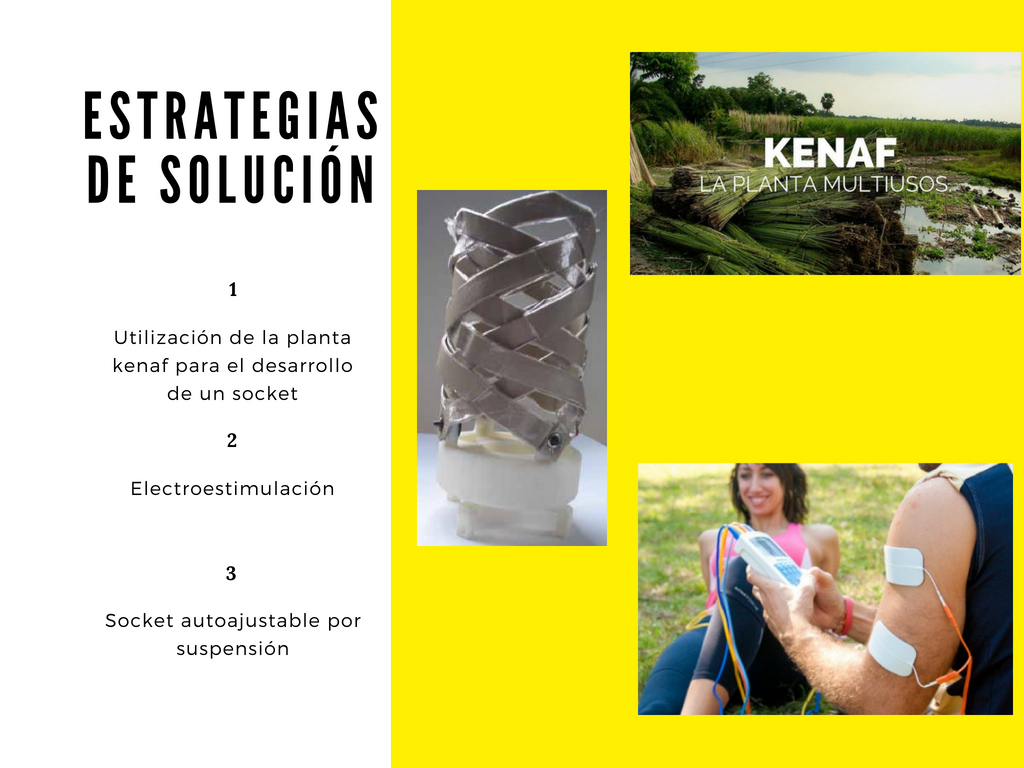 ESTRATEGIAS
DE SOLUCIÓN
1
Utilización de la planta
kenaf para el desarrollo
de un socket
2
Electroestimulación
3
Socket autoajustable por
suspensión
KENAF
LA PLANTA MULTIUSOS.